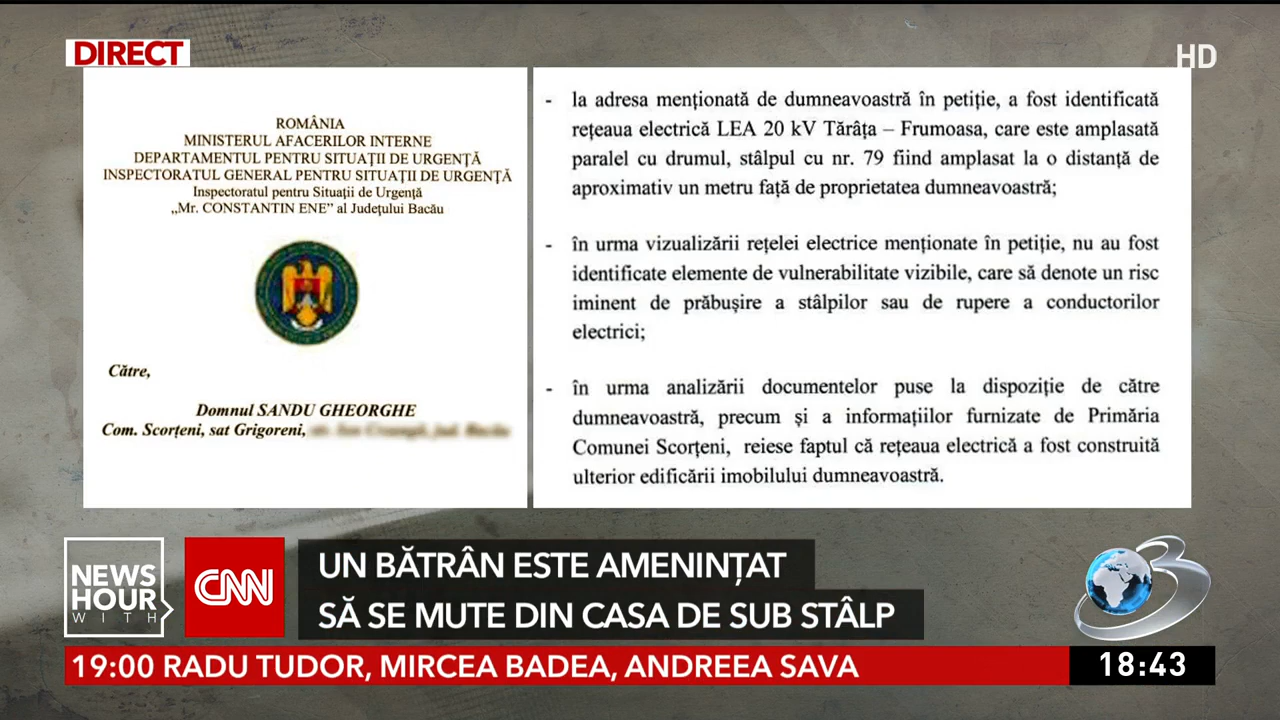 DIRECT
HD
ROMÂNIA
MINISTERUL AFACERILOR INTERNE
DEPARTAMENTUL PENTRU SITUAȚII DE URGENȚĂ
INSPECTORATUL GENERAL PENTRU SITUAȚII DE URGENȚĂ
Inspectoratul pentru Situații de Urgență
„Mr. CONSTANTIN ENE” al Județului Bacău
Către,
Domnul SANDU GHEORGHE
Com. Scorțeni, sat Grigoreni,
- la adresa menționată de dumneavoastră în petiție, a fost identificată
rețeaua electrică LEA 20 kV Tărâța – Frumoasa, care este amplasată
paralel cu drumul, stâlpul cu nr. 79 fiind amplasat la o distanță de
aproximativ un metru față de proprietatea dumneavoastră;
- în urma vizualizării rețelei electrice menționate în petiție, nu au fost
identificate elemente de vulnerabilitate vizibile, care să denote un risc
iminent de prăbușire a stâlpilor sau de rupere a conductorilor
electrici;
- în urma analizării documentelor puse la dispoziție de către
dumneavoastră, precum și a informațiilor furnizate de Primăria
Comunei Scorțeni, reiese faptul că rețeaua electrică a fost construită
ulterior edificării imobilului dumneavoastră.
NEWS
HOUR
WITH
CNN
UN BĂTRÂN ESTE AMENINȚAT
SĂ SE MUTE DIN CASA DE SUB STÂLP
3
19:00 RADU TUDOR, MIRCEA BADEA, ANDREEA SAVA
18:43